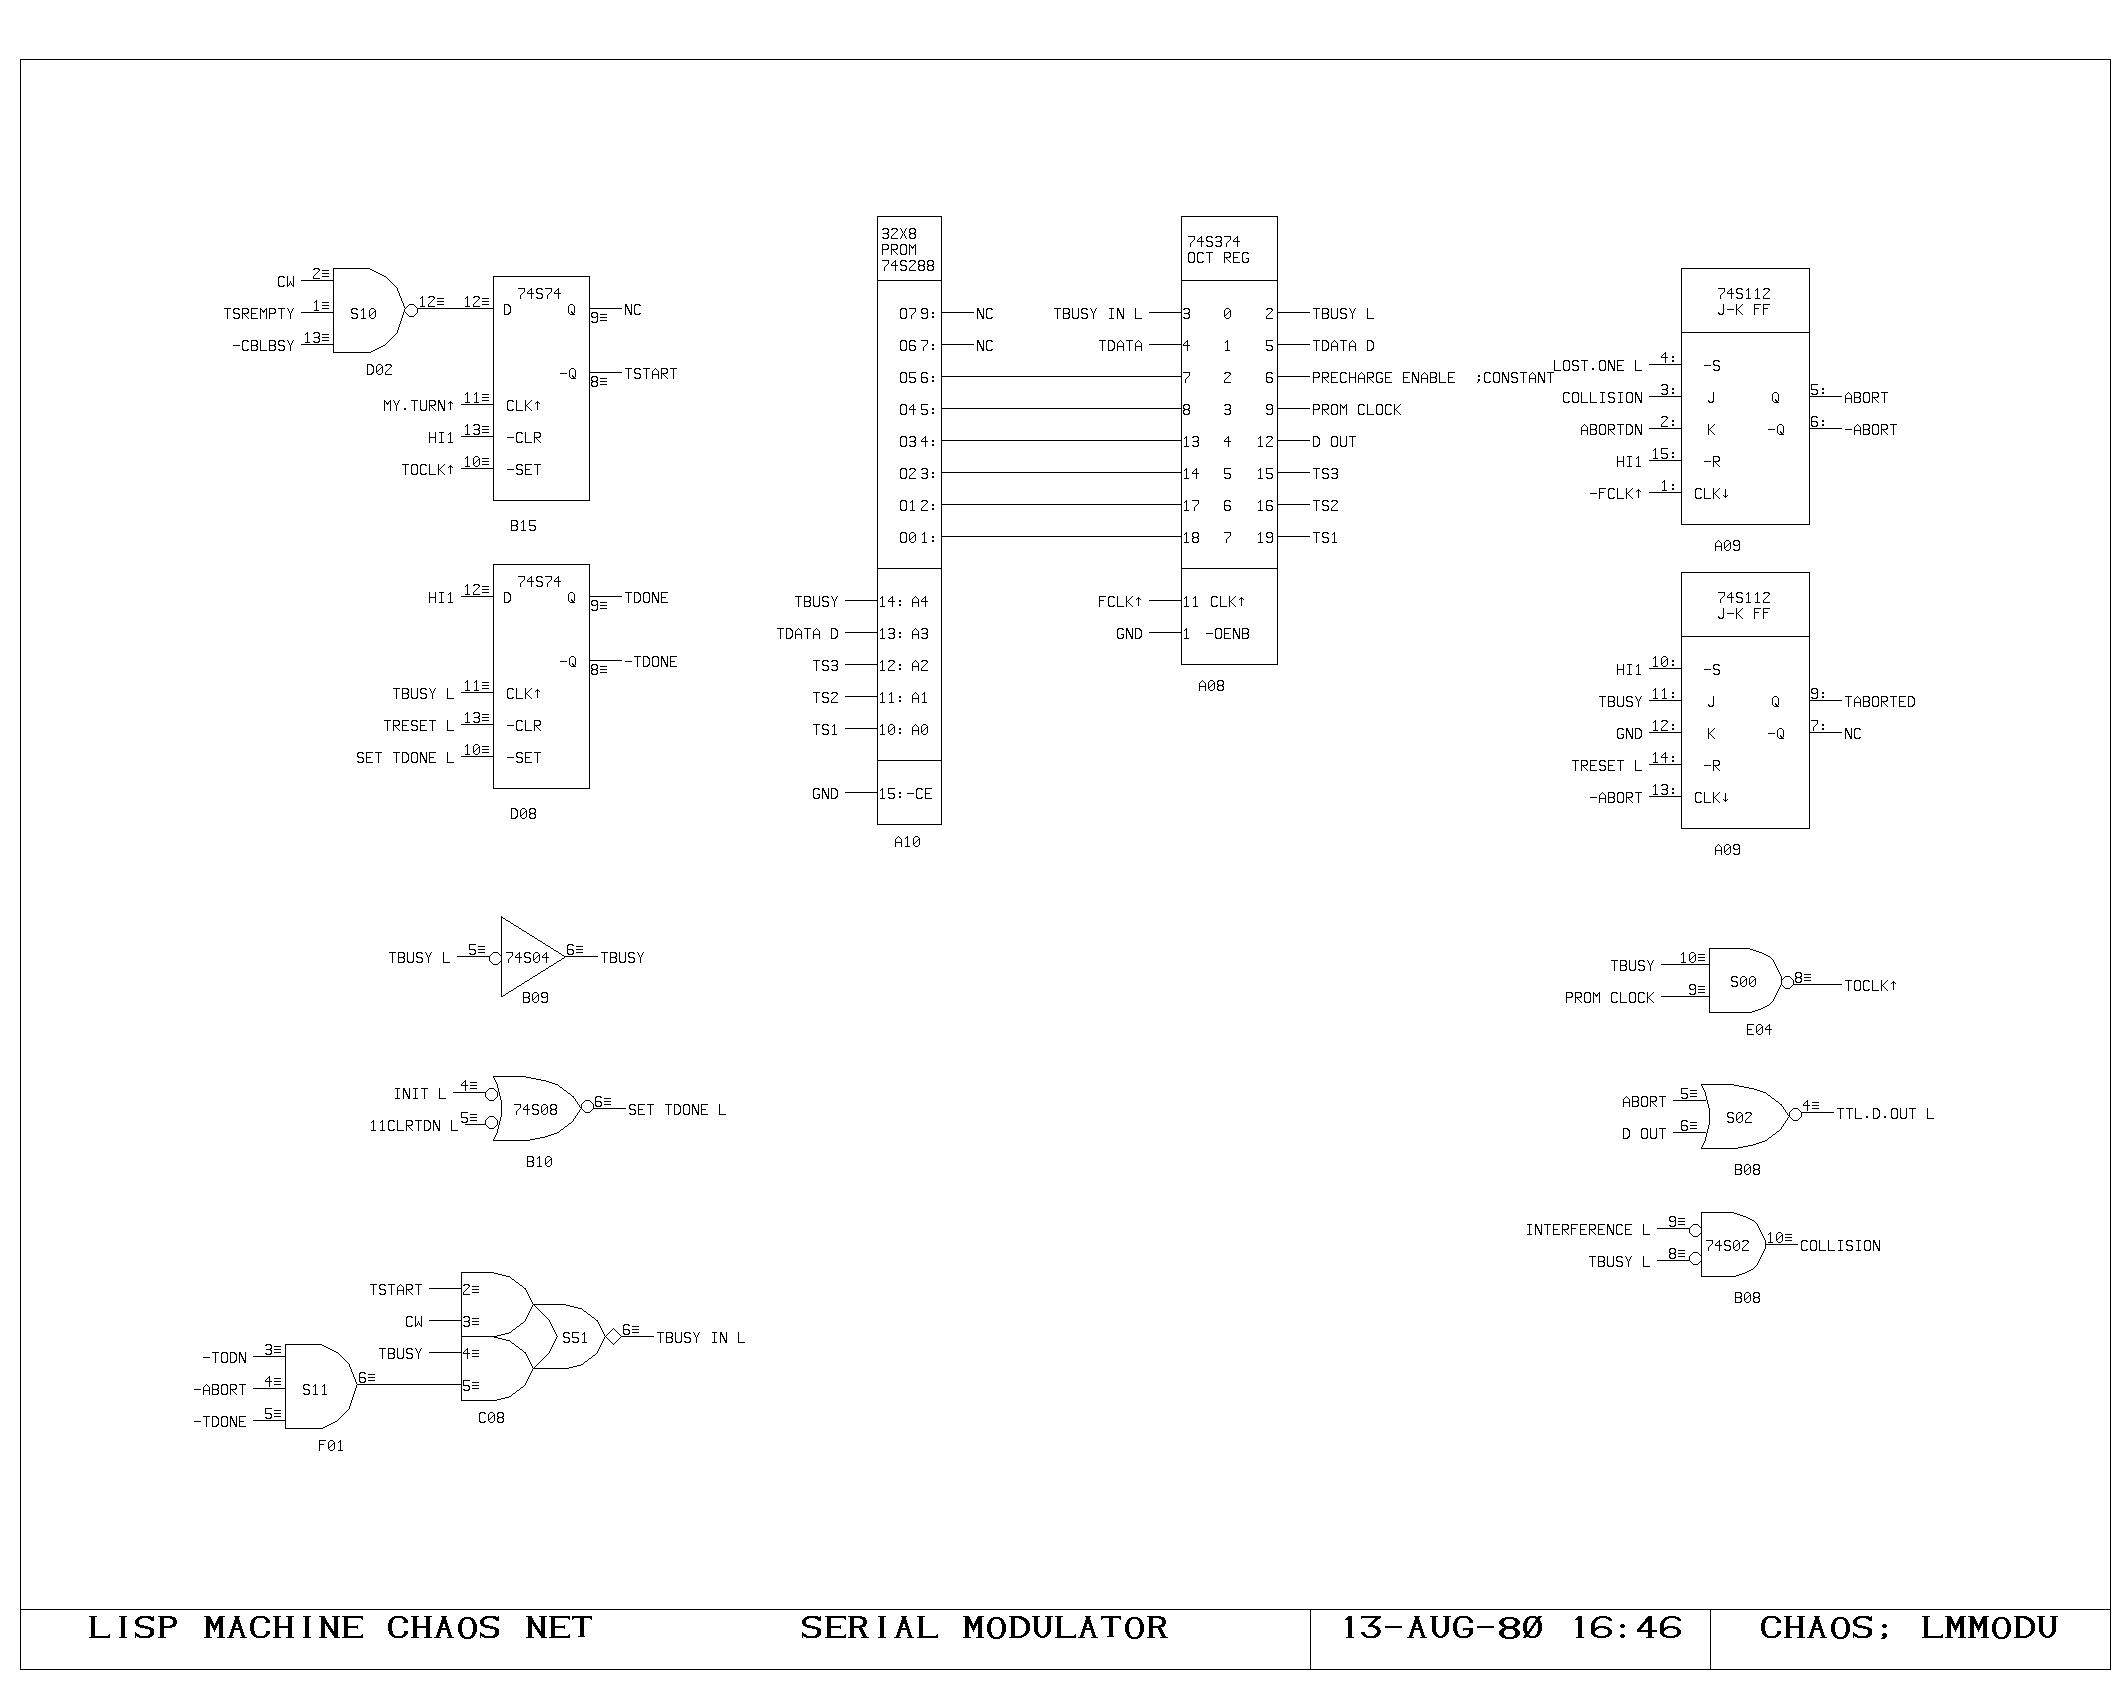 CW 2≡
TSREMPTY 1≡ S10 12≡
-CBLBSY 13≡
D02
74S74
12≡ D Q 9≡ NC
-Q 8≡ TSTART
MY.TURN↑ 11≡ CLK↑
HI1 13≡ -CLR
TOCLK↑ 10≡ -SET
B15
74S74
HI1 12≡ D Q 9≡ TDONE
-Q 8≡ -TDONE
TBUSY L 11≡ CLK↑
TRESET L 13≡ -CLR
SET TDONE L 10≡ -SET
D08
TBUSY L 5≡ 74S04 6≡ TBUSY
B09
INIT L 4≡
11CLRTDN L 5≡ 74S08 6≡ SET TDONE L
B10
TSTART 2≡
CW 3≡
TBUSY 4≡
5≡
S51 6≡ TBUSY IN L
C08
-TODN 3≡
-ABORT 4≡ S11 6≡
-TDONE 5≡
F01
32X8
PROM
74S288
O7 9: NC
O6 7: NC
O5 6:
O4 5:
O3 4:
O2 3:
O1 2:
O0 1:
TBUSY 14: A4
TDATA D 13: A3
TS3 12: A2
TS2 11: A1
TS1 10: A0
GND 15:-CE
A10
74S374
OCT REG
TBUSY IN L 3 0 2 TBUSY L
TDATA 4 1 5 TDATA D
7 2 6 PRECHARGE ENABLE ;CONSTANT
8 3 9 PROM CLOCK
13 4 12 D OUT
14 5 15 TS3
17 6 16 TS2
18 7 19 TS1
FCLK↑ 11 CLK↑
GND 1 -OENB
A08
74S112
J-K FF
LOST.ONE L 4: -S
COLLISION 3: J Q 5: ABORT
ABORTDN 2: K -Q 6: -ABORT
HI1 15: -R
-FCLK↑ 1: CLK↓
A09
74S112
J-K FF
HI1 10: -S
TBUSY 11: J Q 9: TABORTED
GND 12: K -Q 7: NC
TRESET L 14: -R
-ABORT 13: CLK↓
A09
TBUSY 10≡
PROM CLOCK 9≡ S00 8≡ TOCLK↑
E04
ABORT 5≡
D OUT 6≡ S02 4≡ TTL.D.OUT L
B08
INTERFERENCE L 9≡
TBUSY L 8≡ 74S02 10≡ COLLISION
B08
LISP MACHINE CHAOS NET SERIAL MODULATOR 13-AUG-80 16:46 CHAOS; LMMODU